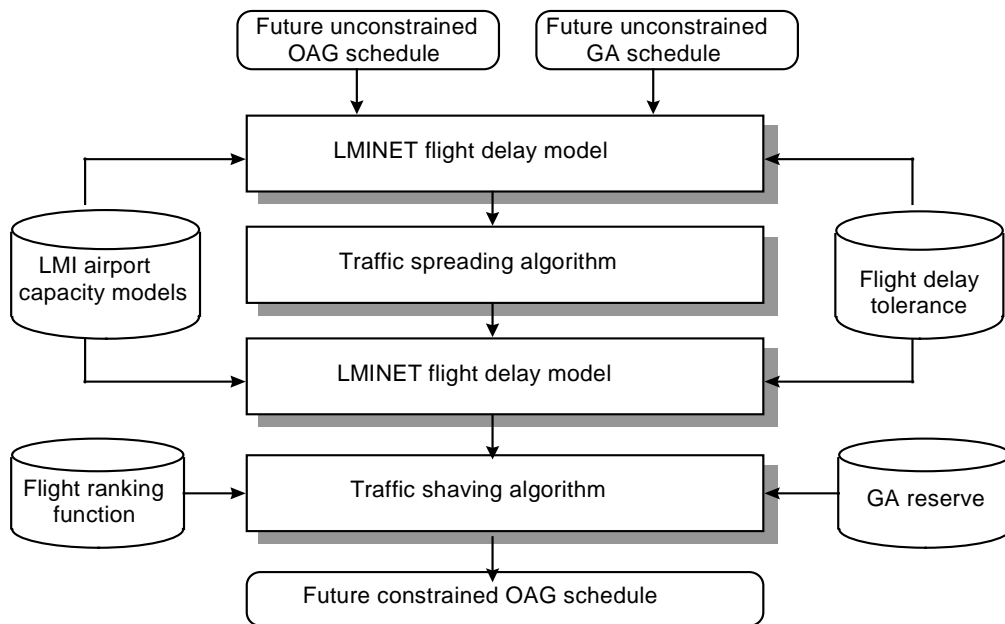 Future unconstrained
OAG schedule
Future unconstrained
GA schedule
LMINET flight delay model
LMI airport
capacity models
Traffic spreading algorithm
Flight delay
tolerance
LMINET flight delay model
Flight ranking
function
Traffic shaving algorithm
GA reserve
Future constrained OAG schedule